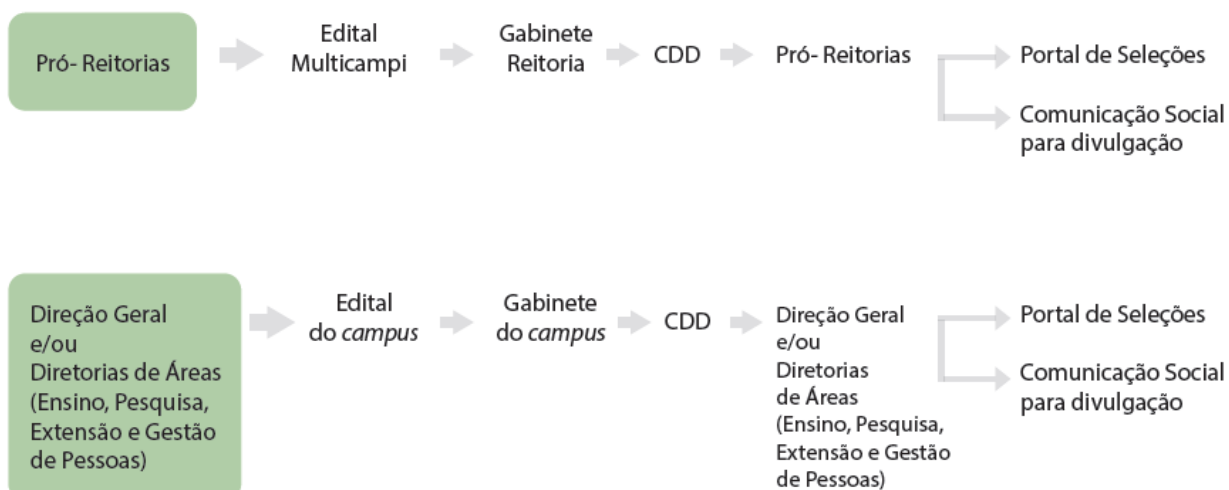 Pró- Reitorias
Edital
Multicampi
Gabinete
Reitoria
CDD
Pró- Reitorias
Portal de Seleções
Comunicação Social
para divulgação
Direção Geral
e/ou
Diretorias de Áreas
(Ensino, Pesquisa,
Extensão e Gestão
de Pessoas)
Edital
do campus
Gabinete
do campus
CDD
Direção Geral
e/ou
Diretorias
de Áreas
(Ensino, Pesquisa,
Extensão e Gestão
de Pessoas)
Portal de Seleções
Comunicação Social
para divulgação